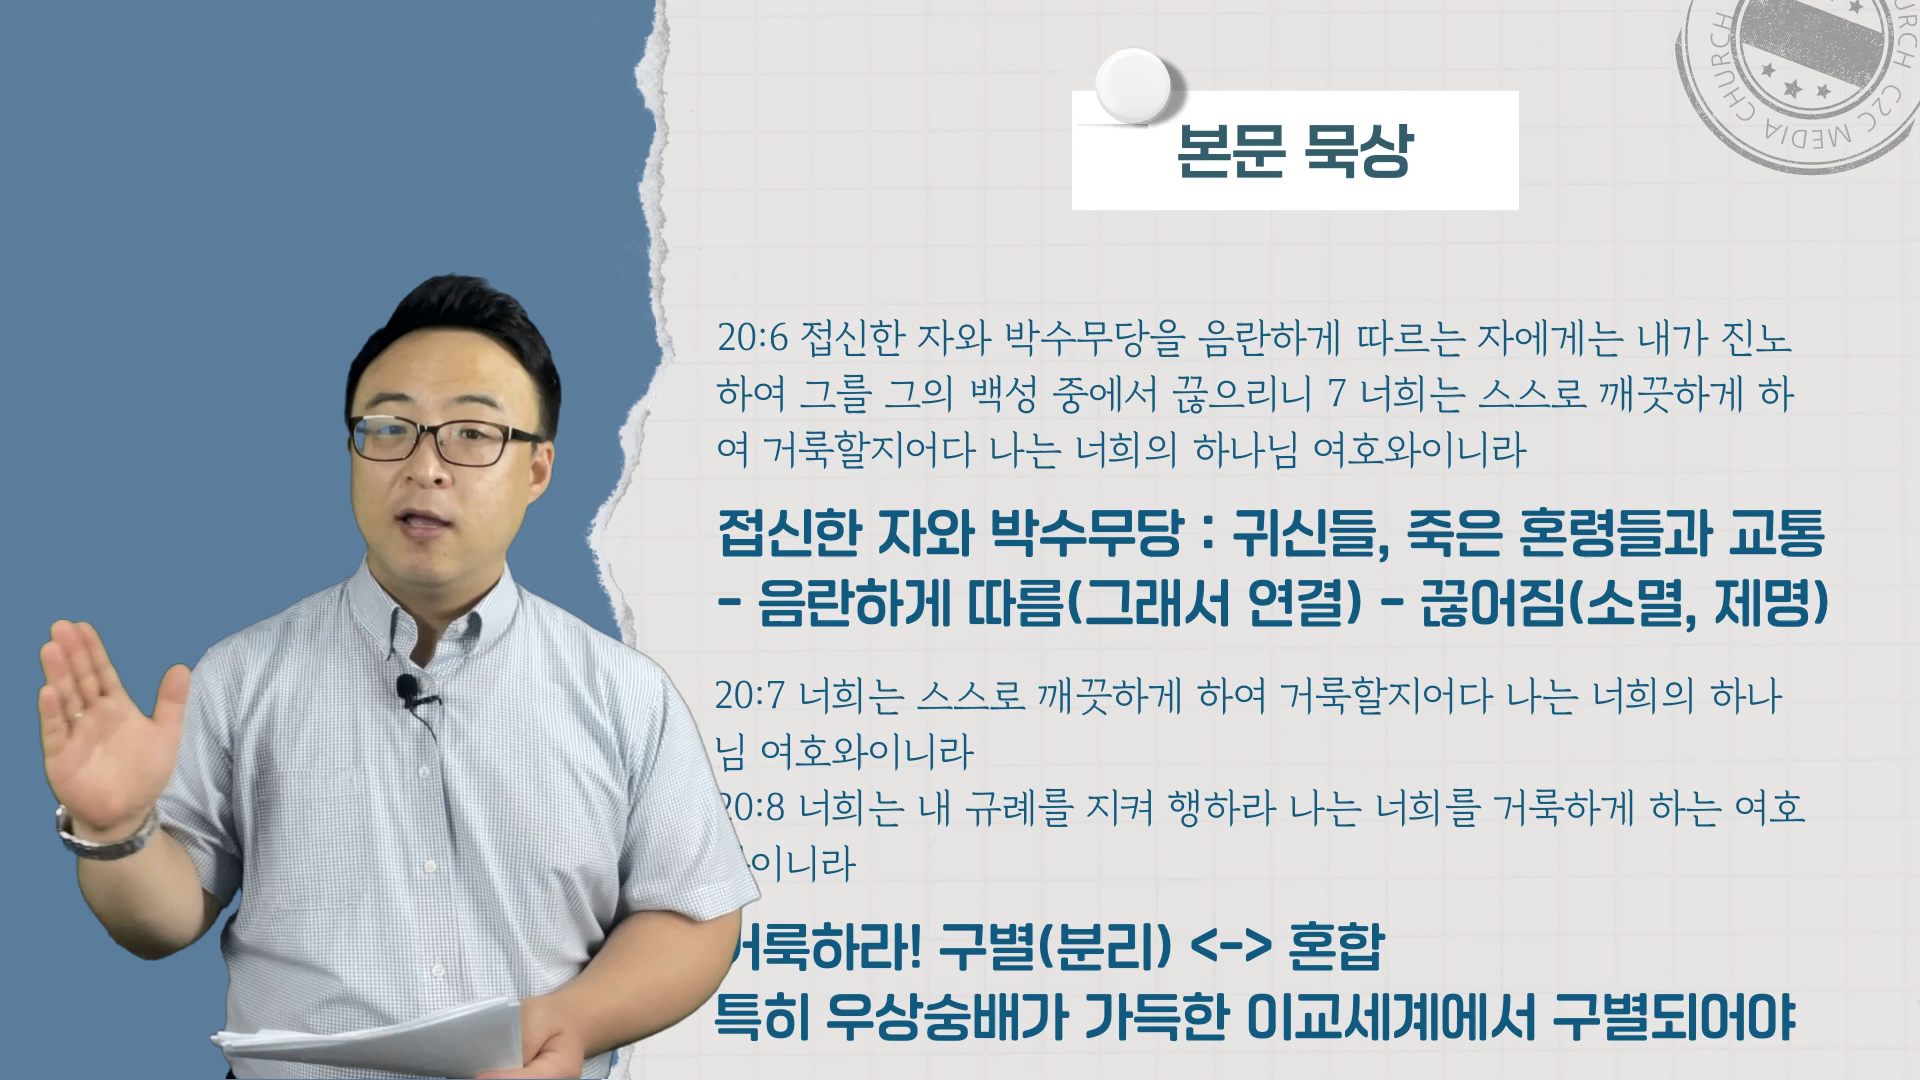 C2C MEDIA CHURCH
본문 묵상
20:6 접신한 자와 박수무당을 음란하게 따르는 자에게는 내가 진노
하여 그를 그의 백성 중에서 끊으리니 7 너희는 스스로 깨끗하게 하
여 거룩할지어다 나는 너희의 하나님 여호와이니라
접신한 자와 박수무당 : 귀신들, 죽은 혼령들과 교통
- 음란하게 따름(그래서 연결) - 끊어짐(소멸, 제명)
20:7 너희는 스스로 깨끗하게 하여 거룩할지어다 나는 너희의 하나
님 여호와이니라
20:8 너희는 내 규례를 지켜 행하라 나는 너희를 거룩하게 하는 여호
이니라
거룩하라! 구별(분리) <-> 혼합
특히 우상숭배가 가득한 이교세계에서 구별되어야